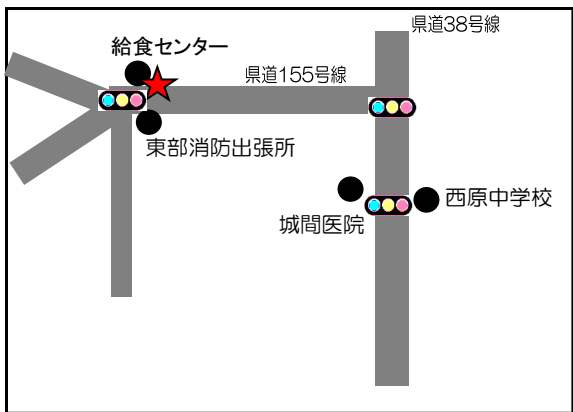 県道38号線
給食センター
県道155号線
東部消防出張所
西原中学校
城間医院